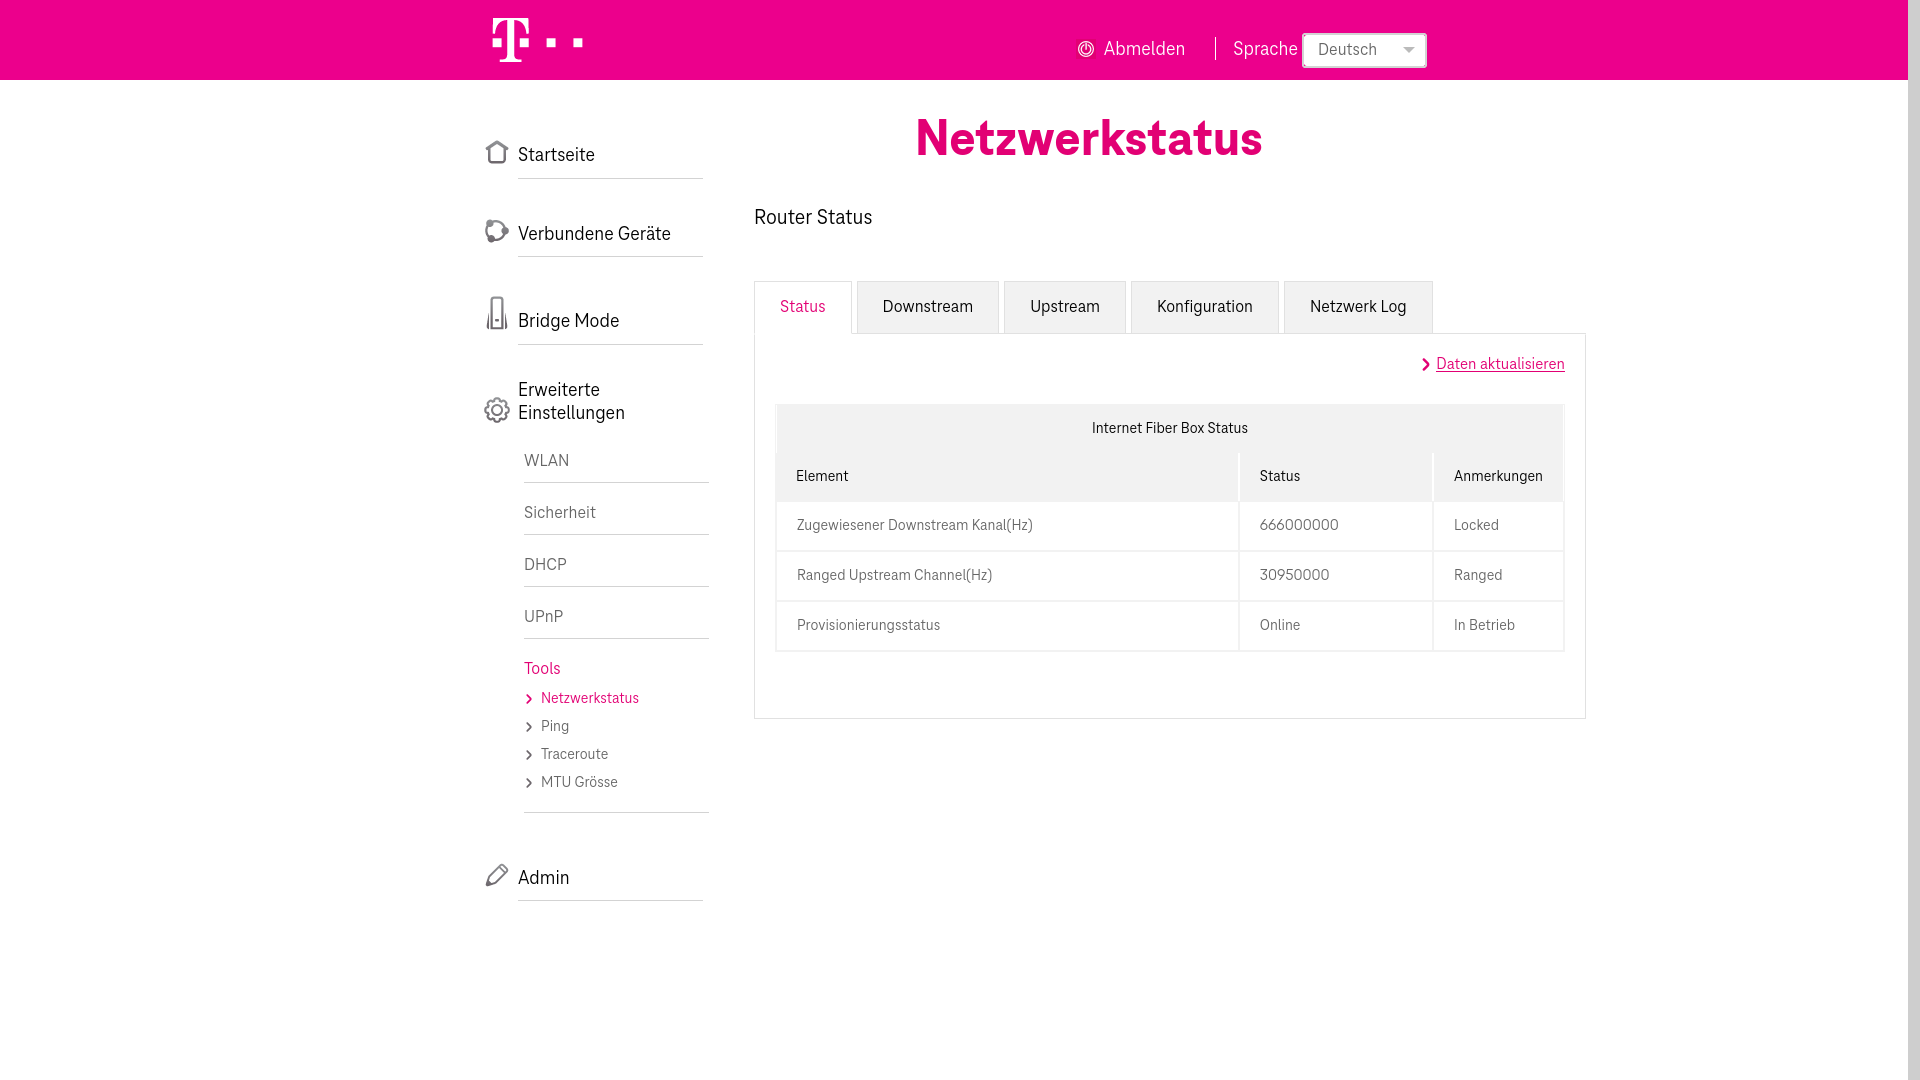 T
Abmelden
Sprache
Deutsch
Startseite
Verbundene Geräte
Bridge Mode
Erweiterte
Einstellungen
WLAN
Sicherheit
DHCP
UPnP
Tools
Netzwerkstatus
Ping
Traceroute
MTU Grösse
Admin
Netzwerkstatus
Router Status
Status
Downstream
Upstream
Konfiguration
Netzwerk Log
Daten aktualisieren
Internet Fiber Box Status
Element Status Anmerkungen
Zugewiesener Downstream Kanal(Hz) 666000000 Locked
Ranged Upstream Channel(Hz) 30950000 Ranged
Provisionierungsstatus Online In Betrieb